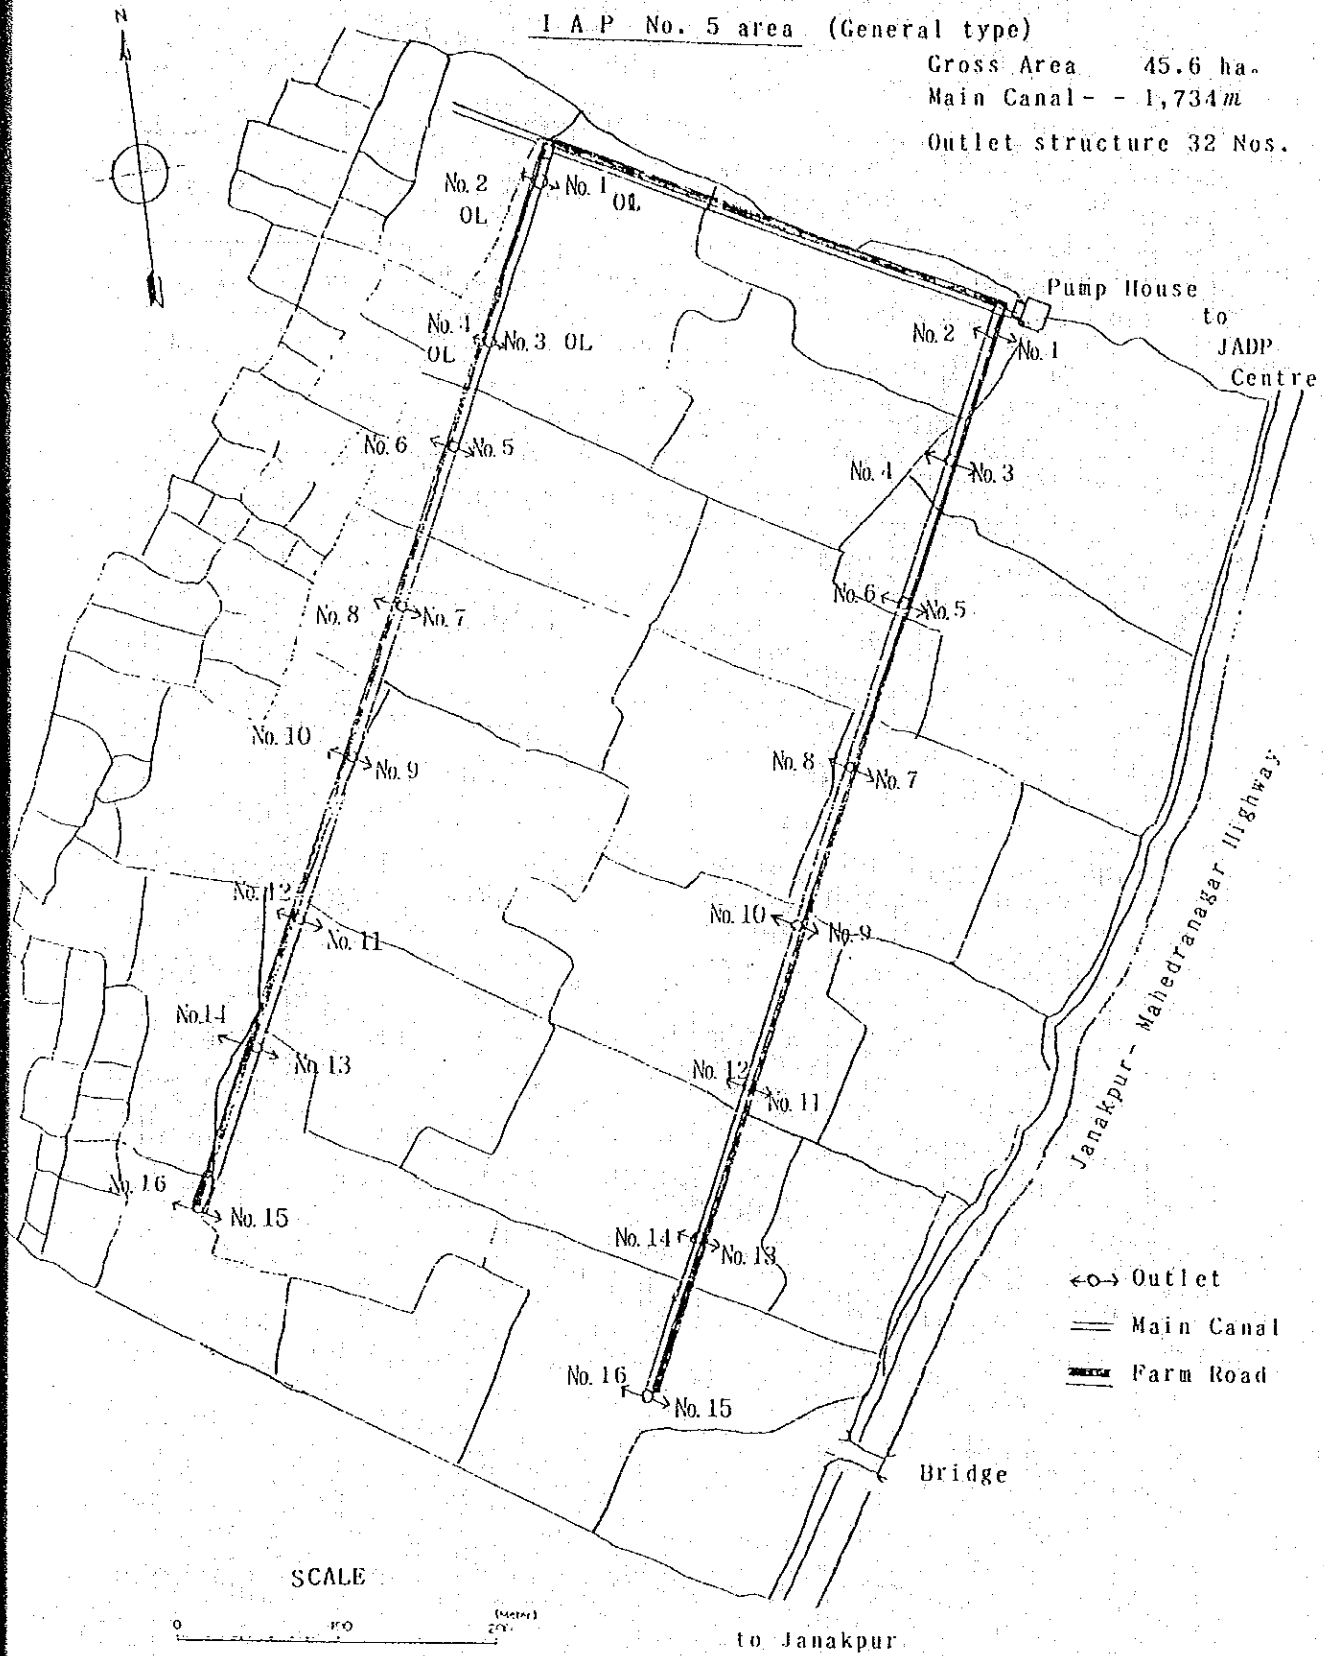 I A P No. 5 area (General type)
Gross Area 45.6 ha.
Main Canal - - 1,734m
Outlet structure 32 Nos.
N
No. 2
OL
No. 1
OL
No. 4
OL
No. 3 OL
No. 6
No. 5
No. 8
No. 7
No. 10
No. 9
No. 12
No. 11
No. 14
No. 13
No. 16
No. 15
Pump House
to
JADP
Centre
No. 2
No. 1
No. 4
No. 3
No. 6
No. 5
No. 8
No. 7
No. 10
No. 9
No. 12
No. 11
No. 14
No. 13
No. 16
No. 15
Janakpur - Mahedranagar Highway
Outlet
Main Canal
Farm Road
Bridge
SCALE
(Meter)
0 100 200
to Janakpur